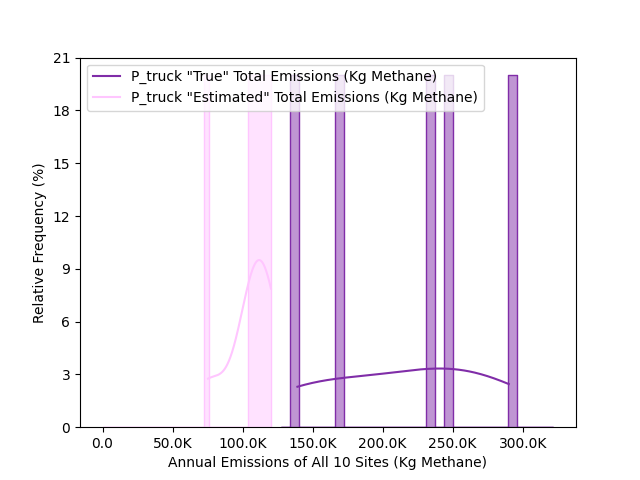 P_truck "True" Total Emissions (Kg Methane)
P_truck "Estimated" Total Emissions (Kg Methane)
21
18
15
12
9
6
3
0
Relative Frequency (%)
0.0 50.0K 100.0K 150.0K 200.0K 250.0K 300.0K
Annual Emissions of All 10 Sites (Kg Methane)